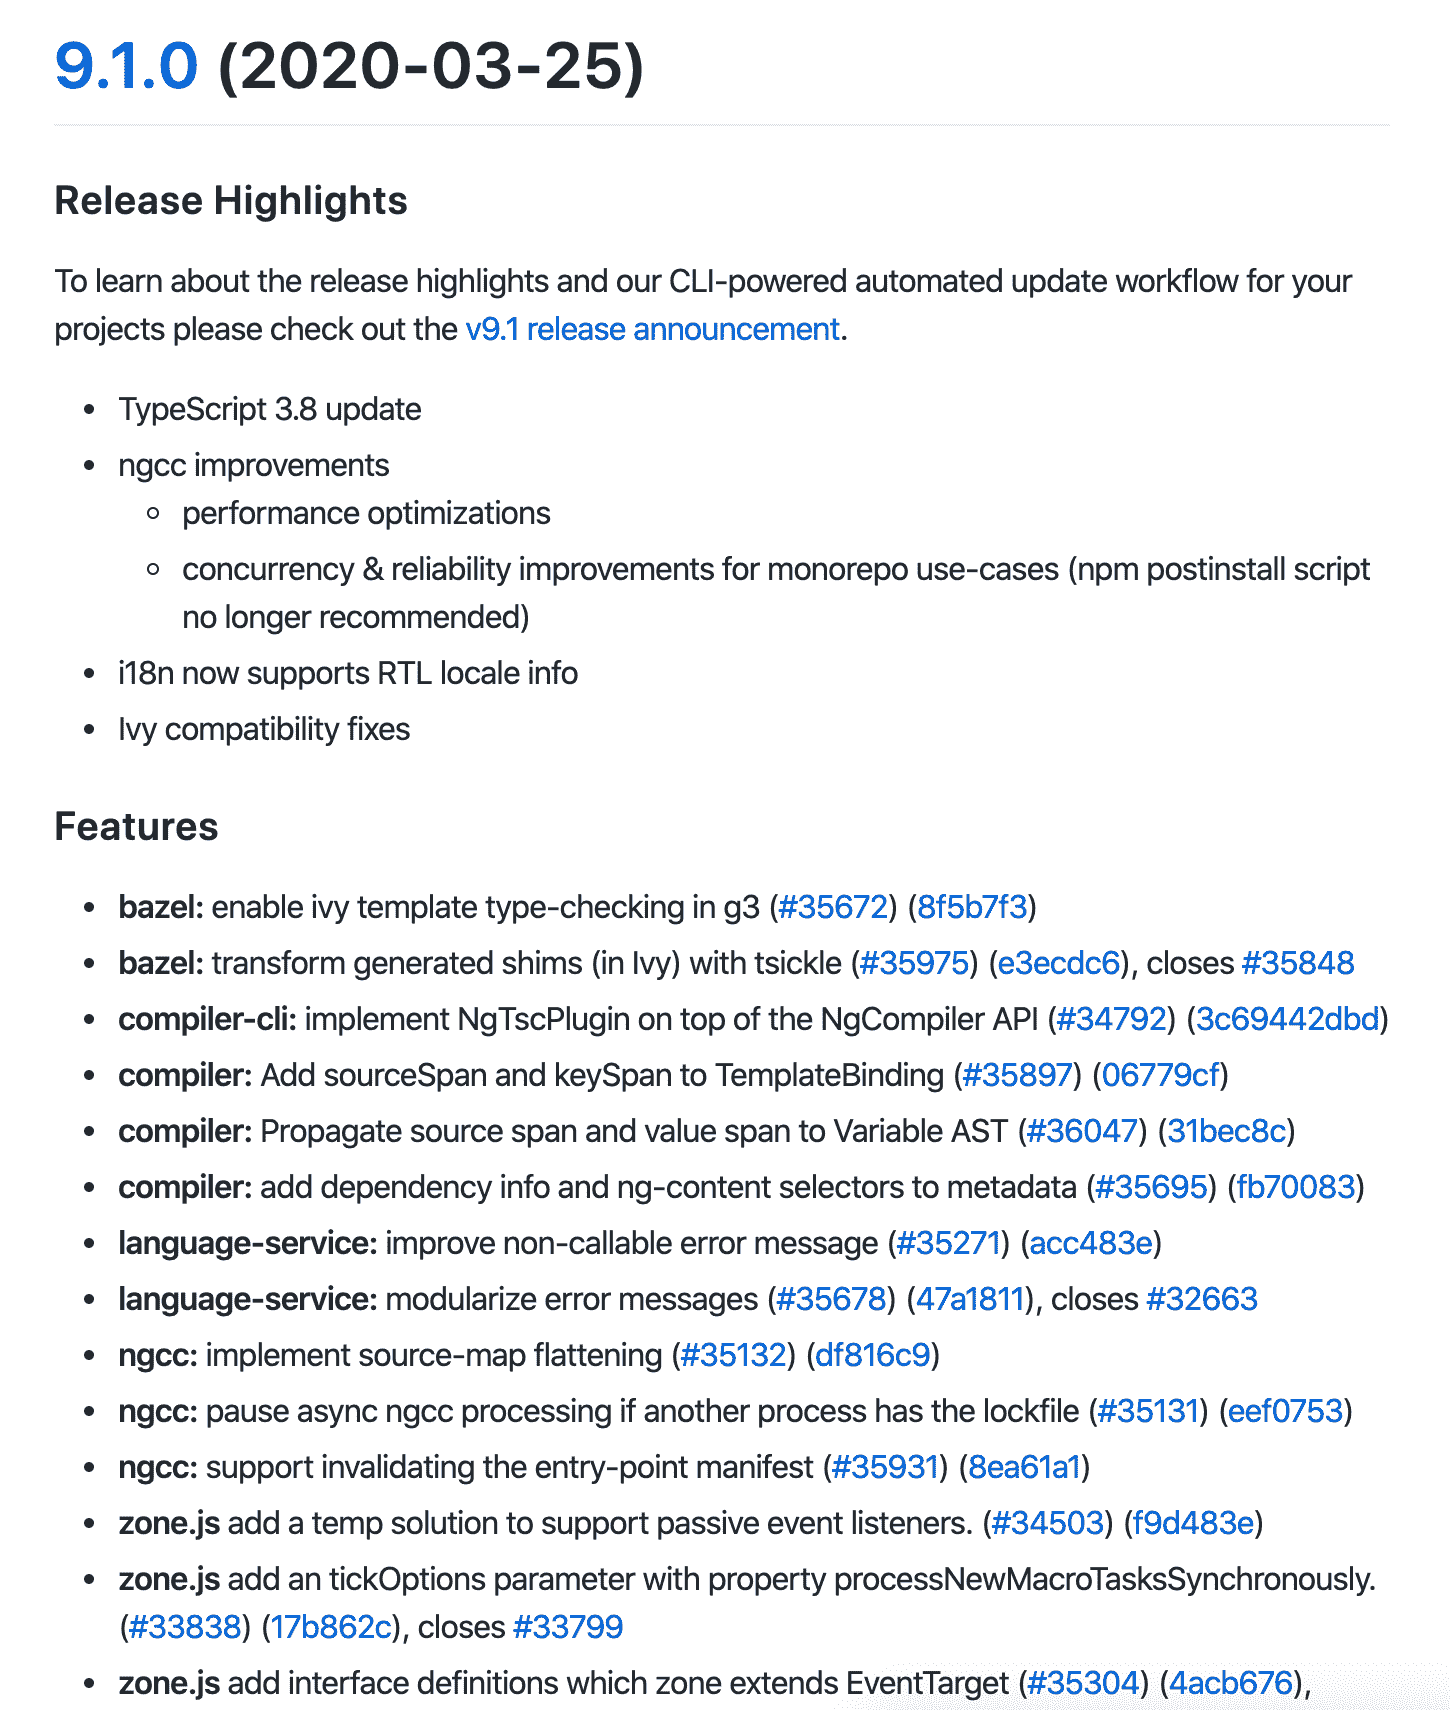 9.1.0 (2020-03-25)
Release Highlights
To learn about the release highlights and our CLI-powered automated update workflow for your
projects please check out the v9.1 release announcement.
TypeScript 3.8 update
ngcc improvements
performance optimizations
concurrency & reliability improvements for monorepo use-cases (npm postinstall script
no longer recommended)
i18n now supports RTL locale info
Ivy compatibility fixes
Features
bazel: enable ivy template type-checking in g3 (#35672) (8f5b7f3)
bazel: transform generated shims (in Ivy) with tsickle (#35975) (e3ecdc6), closes #35848
compiler-cli: implement NgTscPlugin on top of the NgCompiler API (#34792) (3c69442dbd)
compiler: Add sourceSpan and keySpan to TemplateBinding (#35897) (06779cf)
compiler: Propagate source span and value span to Variable AST (#36047) (31bec8c)
compiler: add dependency info and ng-content selectors to metadata (#35695) (fb70083)
language-service: improve non-callable error message (#35271) (acc483e)
language-service: modularize error messages (#35678) (47a1811), closes #32663
ngcc: implement source-map flattening (#35132) (df816c9)
ngcc: pause async ngcc processing if another process has the lockfile (#35131) (eef0753)
ngcc: support invalidating the entry-point manifest (#35931) (8ea61a1)
zone.js add a temp solution to support passive event listeners. (#34503) (f9d483e)
zone.js add an tickOptions parameter with property processNewMacroTasksSynchronously.
(#33838) (17b862c), closes #33799
zone.js add interface definitions which zone extends EventTarget (#35304) (4acb676),